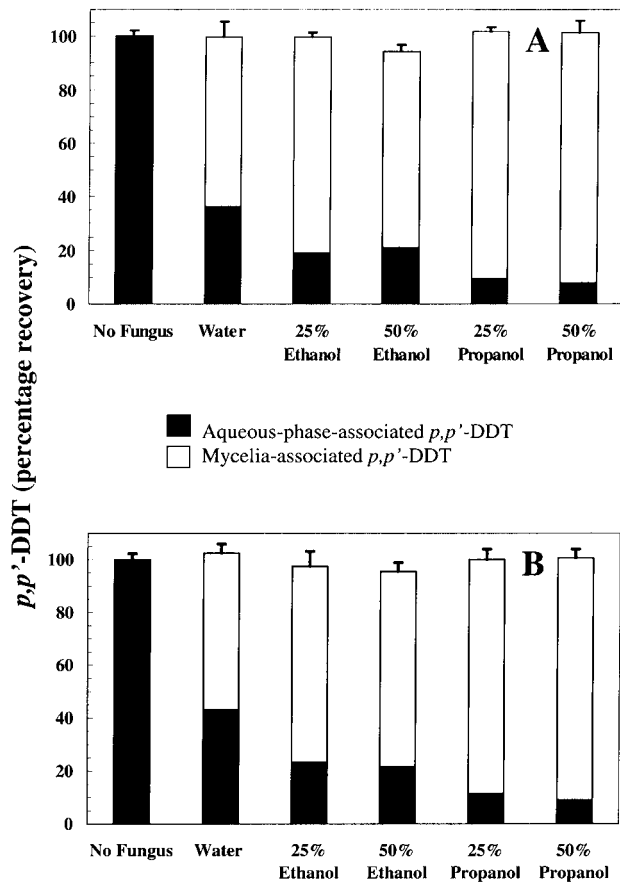 A
100
80
60
40
20
0
No Fungus Water 25% Ethanol 50% Ethanol 25% Propanol 50% Propanol
p,p'-DDT (percentage recovery)
Aqueous-phase-associated p,p'-DDT
Mycelia-associated p,p'-DDT
B
100
80
60
40
20
0
No Fungus Water 25% Ethanol 50% Ethanol 25% Propanol 50% Propanol